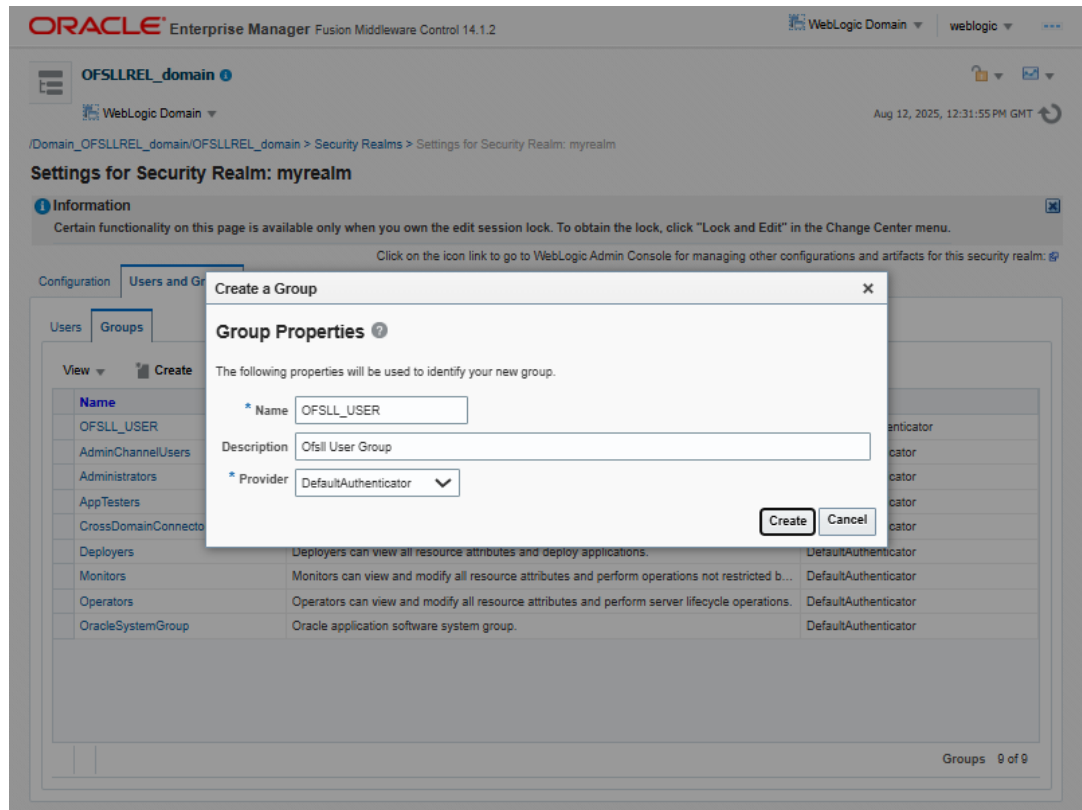 ORACLE Enterprise Manager Fusion Middleware Control 14.1.2
WebLogic Domain weblogic
OFSLLREL_domain
WebLogic Domain
Aug 12, 2025, 12:31:55 PM GMT
/Domain_OFSLLREL_domain/OFSLLREL_domain > Security Realms > Settings for Security Realm: myrealm
Settings for Security Realm: myrealm
Information
Certain functionality on this page is available only when you own the edit session lock. To obtain the lock, click "Lock and Edit" in the Change Center menu.
Click on the icon link to go to WebLogic Admin Console for managing other configurations and artifacts for this security realm:
Configuration Users and Gr
Create a Group
Group Properties
The following properties will be used to identify your new group.
* Name OFSLL_USER
Description Ofsll User Group
* Provider DefaultAuthenticator
Create Cancel
Users Groups
View Create
Name
OFSLL_USER enticator
AdminChannelUsers cator
Administrators cator
AppTesters cator
CrossDomainConnecto cator
Deployers Deployers can view all resource attributes and deploy applications. DefaultAuthenticator
Monitors Monitors can view and modify all resource attributes and perform operations not restricted b... DefaultAuthenticator
Operators Operators can view and modify all resource attributes and perform server lifecycle operations. DefaultAuthenticator
OracleSystemGroup Oracle application software system group. DefaultAuthenticator
Groups 9 of 9